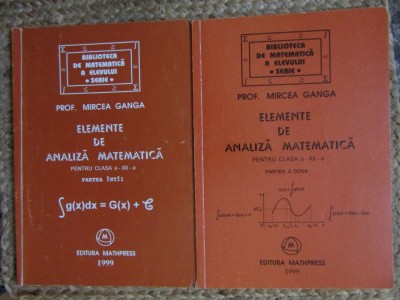 BIBLIOTECA
DE MATEMATICĂ
A ELEVULUI
• SERIE •
PROF. MIRCEA GANGA
ELEMENTE
DE
ANALIZĂ MATEMATICĂ
PENTRU CLASA a - XII - a
PARTEA ÎNTÎI
∫g(x)dx = G(x) + C
M
EDITURA MATHPRESS
1999
BIBLIOTECA
DE MATEMATICĂ
A ELEVULUI
• SERIE •
PROF. MIRCEA GANGA
ELEMENTE
DE
ANALIZĂ MATEMATICĂ
PENTRU CLASA a - XII - a
PARTEA A DOUA
M
EDITURA MATHPRESS
1999